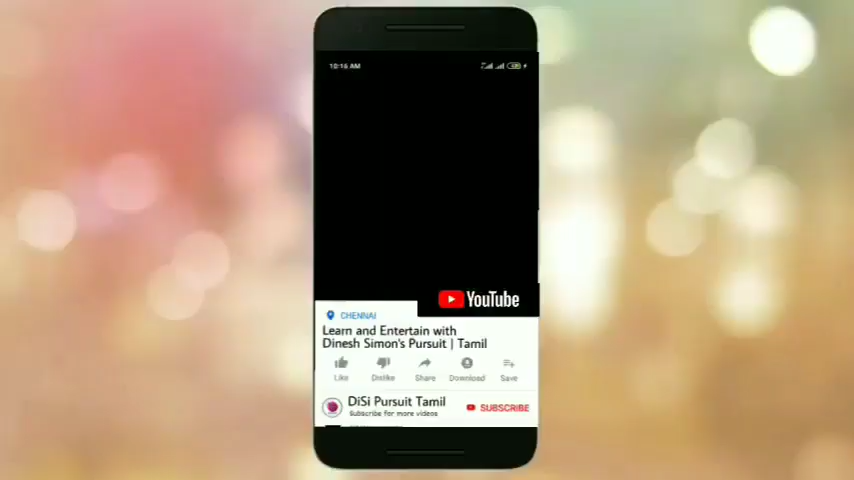 10:16 AM
YouTube
CHENNAI
Learn and Entertain with
Dinesh Simon's Pursuit | Tamil
Like Dislike Share Download Save
DiSi Pursuit Tamil
SUBSCRIBE
Subscribe for more videos